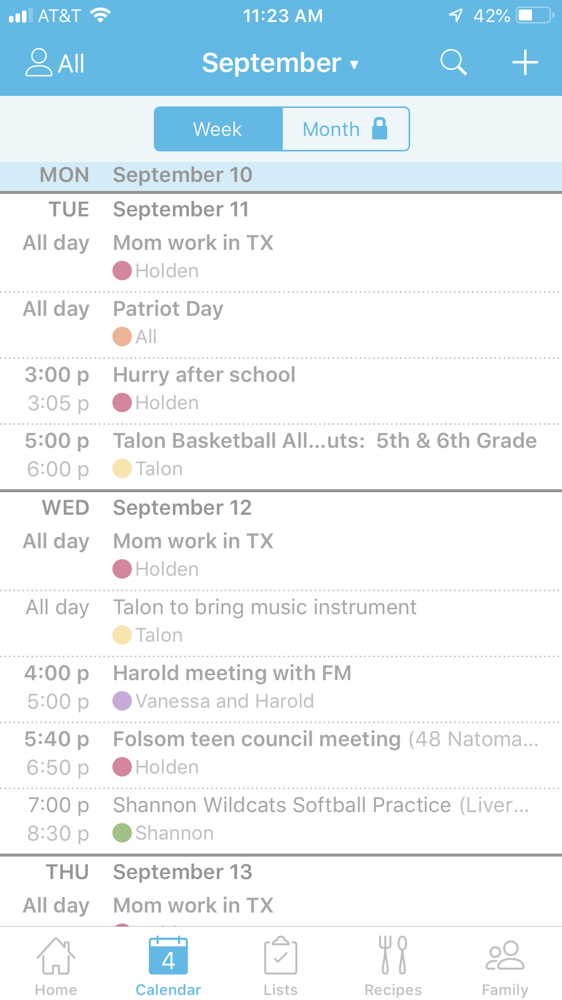 AT&T 11:23 AM 42%
All September ▾
Week Month
MON September 10
TUE September 11
All day Mom work in TX
Holden
All day Patriot Day
All
3:00 p Hurry after school
3:05 p Holden
5:00 p Talon Basketball All...uts: 5th & 6th Grade
6:00 p Talon
WED September 12
All day Mom work in TX
Holden
All day Talon to bring music instrument
Talon
4:00 p Harold meeting with FM
5:00 p Vanessa and Harold
5:40 p Folsom teen council meeting (48 Natoma...
6:50 p Holden
7:00 p Shannon Wildcats Softball Practice (Liver...
8:30 p Shannon
THU September 13
All day Mom work in TX
4
Home Calendar Lists Recipes Family